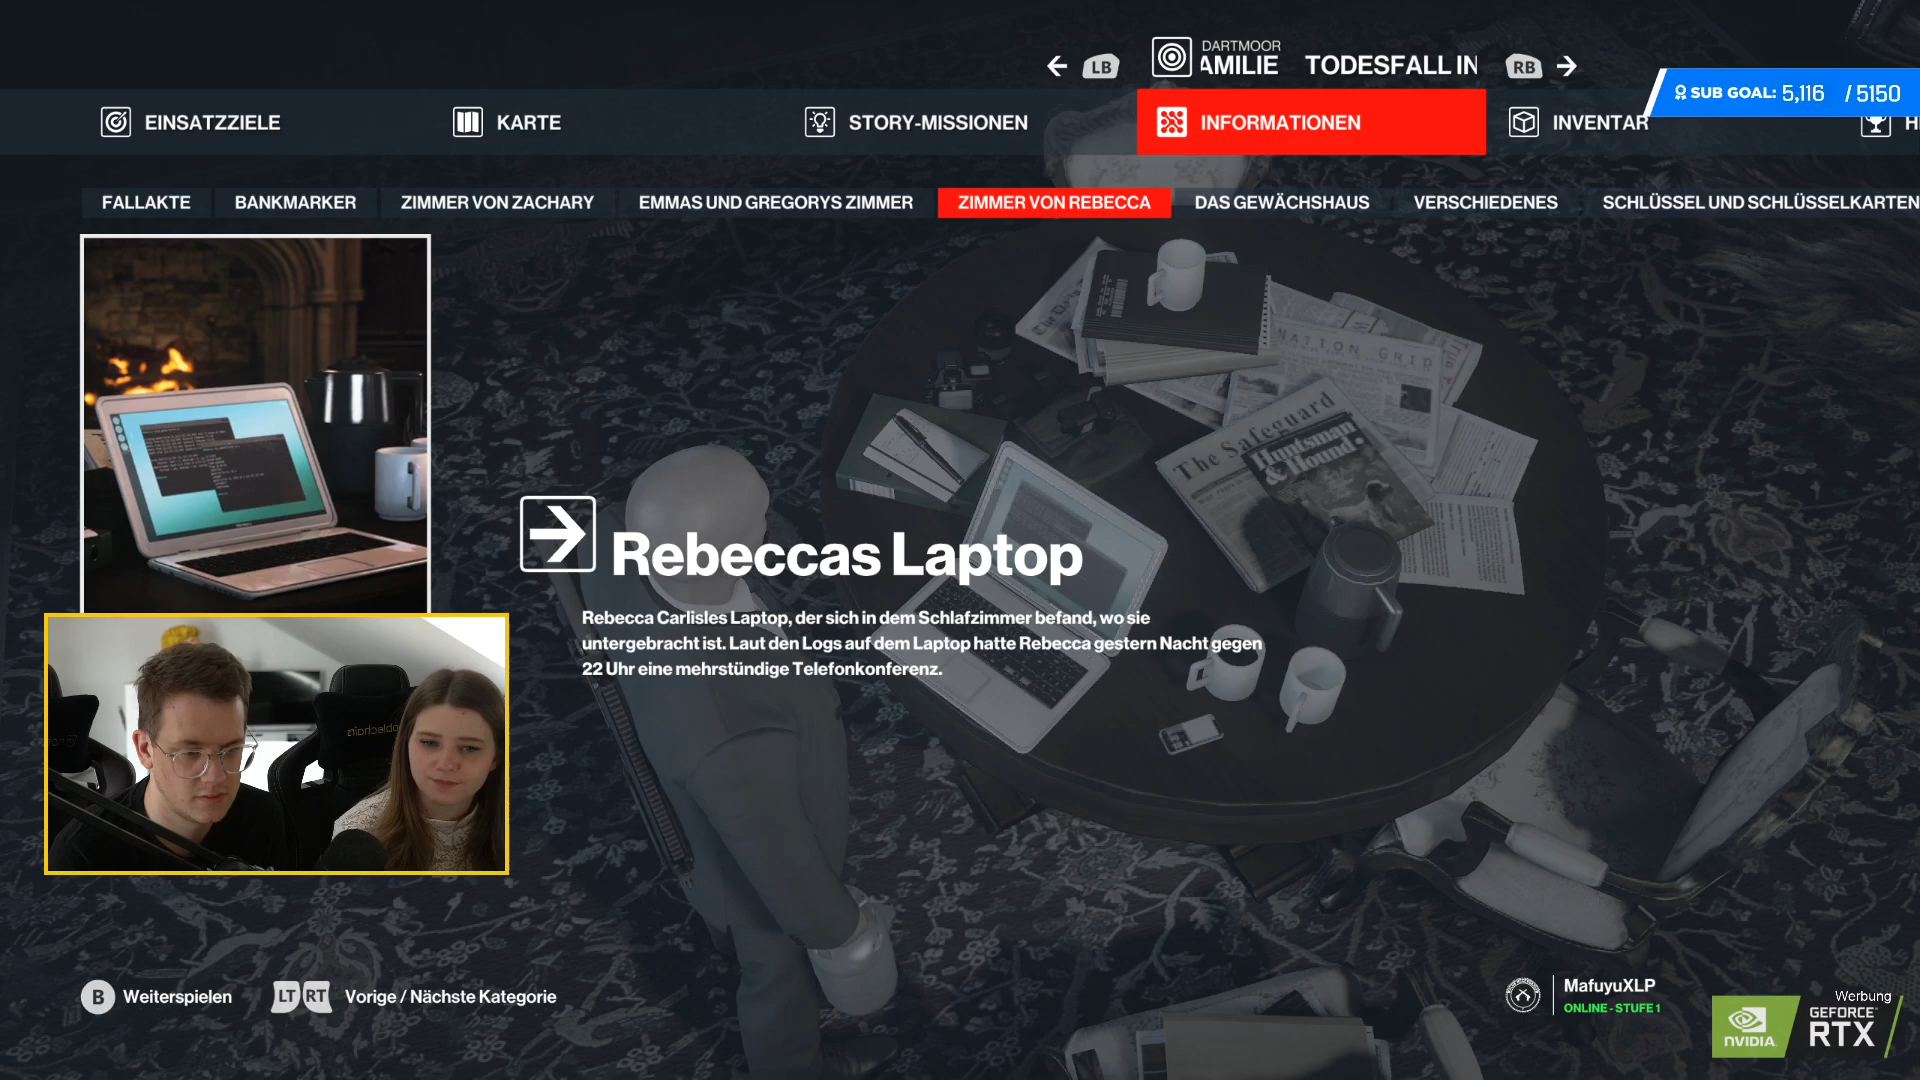 DARTMOOR
AMILIE TODESFALL IN
LB
RB
SUB GOAL: 5,116 / 5150
EINSATZZIELE
KARTE
STORY-MISSIONEN
INFORMATIONEN
INVENTAR
H
FALLAKTE
BANKMARKER
ZIMMER VON ZACHARY
EMMAS UND GREGORYS ZIMMER
ZIMMER VON REBECCA
DAS GEWÄCHSHAUS
VERSCHIEDENES
SCHLÜSSEL UND SCHLÜSSELKARTEN
NATION GRID
The Safeguard
Huntsman
& Hound
Rebeccas Laptop
Rebecca Carlisles Laptop, der sich in dem Schlafzimmer befand, wo sie
untergebracht ist. Laut den Logs auf dem Laptop hatte Rebecca gestern Nacht gegen
22 Uhr eine mehrstündige Telefonkonferenz.
B Weiterspielen
LT RT Vorige / Nächste Kategorie
MafuyuXLP
ONLINE - STUFE 1
Werbung
NVIDIA
GEFORCE
RTX